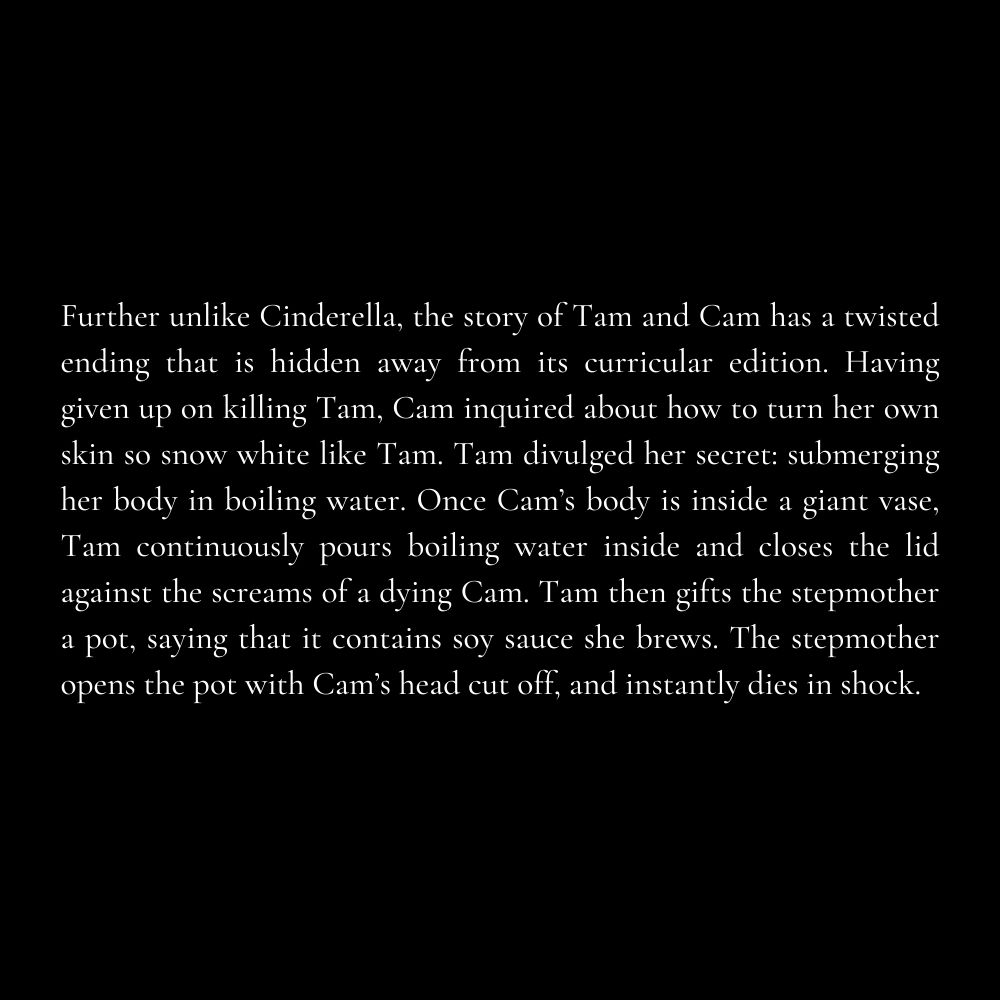 Further unlike Cinderella, the story of Tam and Cam has a twisted
ending that is hidden away from its curricular edition. Having
given up on killing Tam, Cam inquired about how to turn her own
skin so snow white like Tam. Tam divulged her secret: submerging
her body in boiling water. Once Cam’s body is inside a giant vase,
Tam continuously pours boiling water inside and closes the lid
against the screams of a dying Cam. Tam then gifts the stepmother
a pot, saying that it contains soy sauce she brews. The stepmother
opens the pot with Cam’s head cut off, and instantly dies in shock.